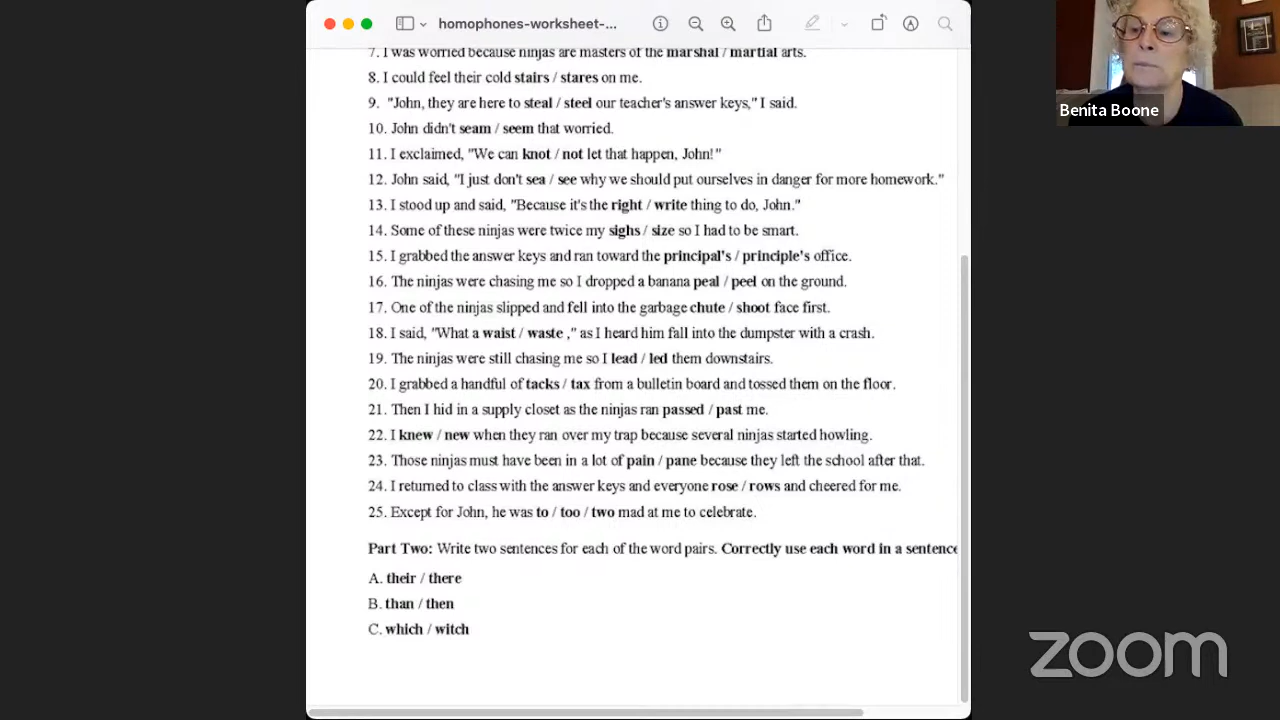 homophones-worksheet-...
7. I was worried because ninjas are masters of the marshal / martial arts.
8. I could feel their cold stairs / stares on me.
9. "John, they are here to steal / steel our teacher's answer keys," I said.
10. John didn't seam / seem that worried.
11. I exclaimed, "We can knot / not let that happen, John!"
12. John said, "I just don't sea / see why we should put ourselves in danger for more homework."
13. I stood up and said, "Because it's the right / write thing to do, John."
14. Some of these ninjas were twice my sighs / size so I had to be smart.
15. I grabbed the answer keys and ran toward the principal's / principle's office.
16. The ninjas were chasing me so I dropped a banana peal / peel on the ground.
17. One of the ninjas slipped and fell into the garbage chute / shoot face first.
18. I said, "What a waist / waste ," as I heard him fall into the dumpster with a crash.
19. The ninjas were still chasing me so I lead / led them downstairs.
20. I grabbed a handful of tacks / tax from a bulletin board and tossed them on the floor.
21. Then I hid in a supply closet as the ninjas ran passed / past me.
22. I knew / new when they ran over my trap because several ninjas started howling.
23. Those ninjas must have been in a lot of pain / pane because they left the school after that.
24. I returned to class with the answer keys and everyone rose / rows and cheered for me.
25. Except for John, he was to / too / two mad at me to celebrate.
Part Two: Write two sentences for each of the word pairs. Correctly use each word in a sentence
A. their / there
B. than / then
C. which / witch
Benita Boone
zoom